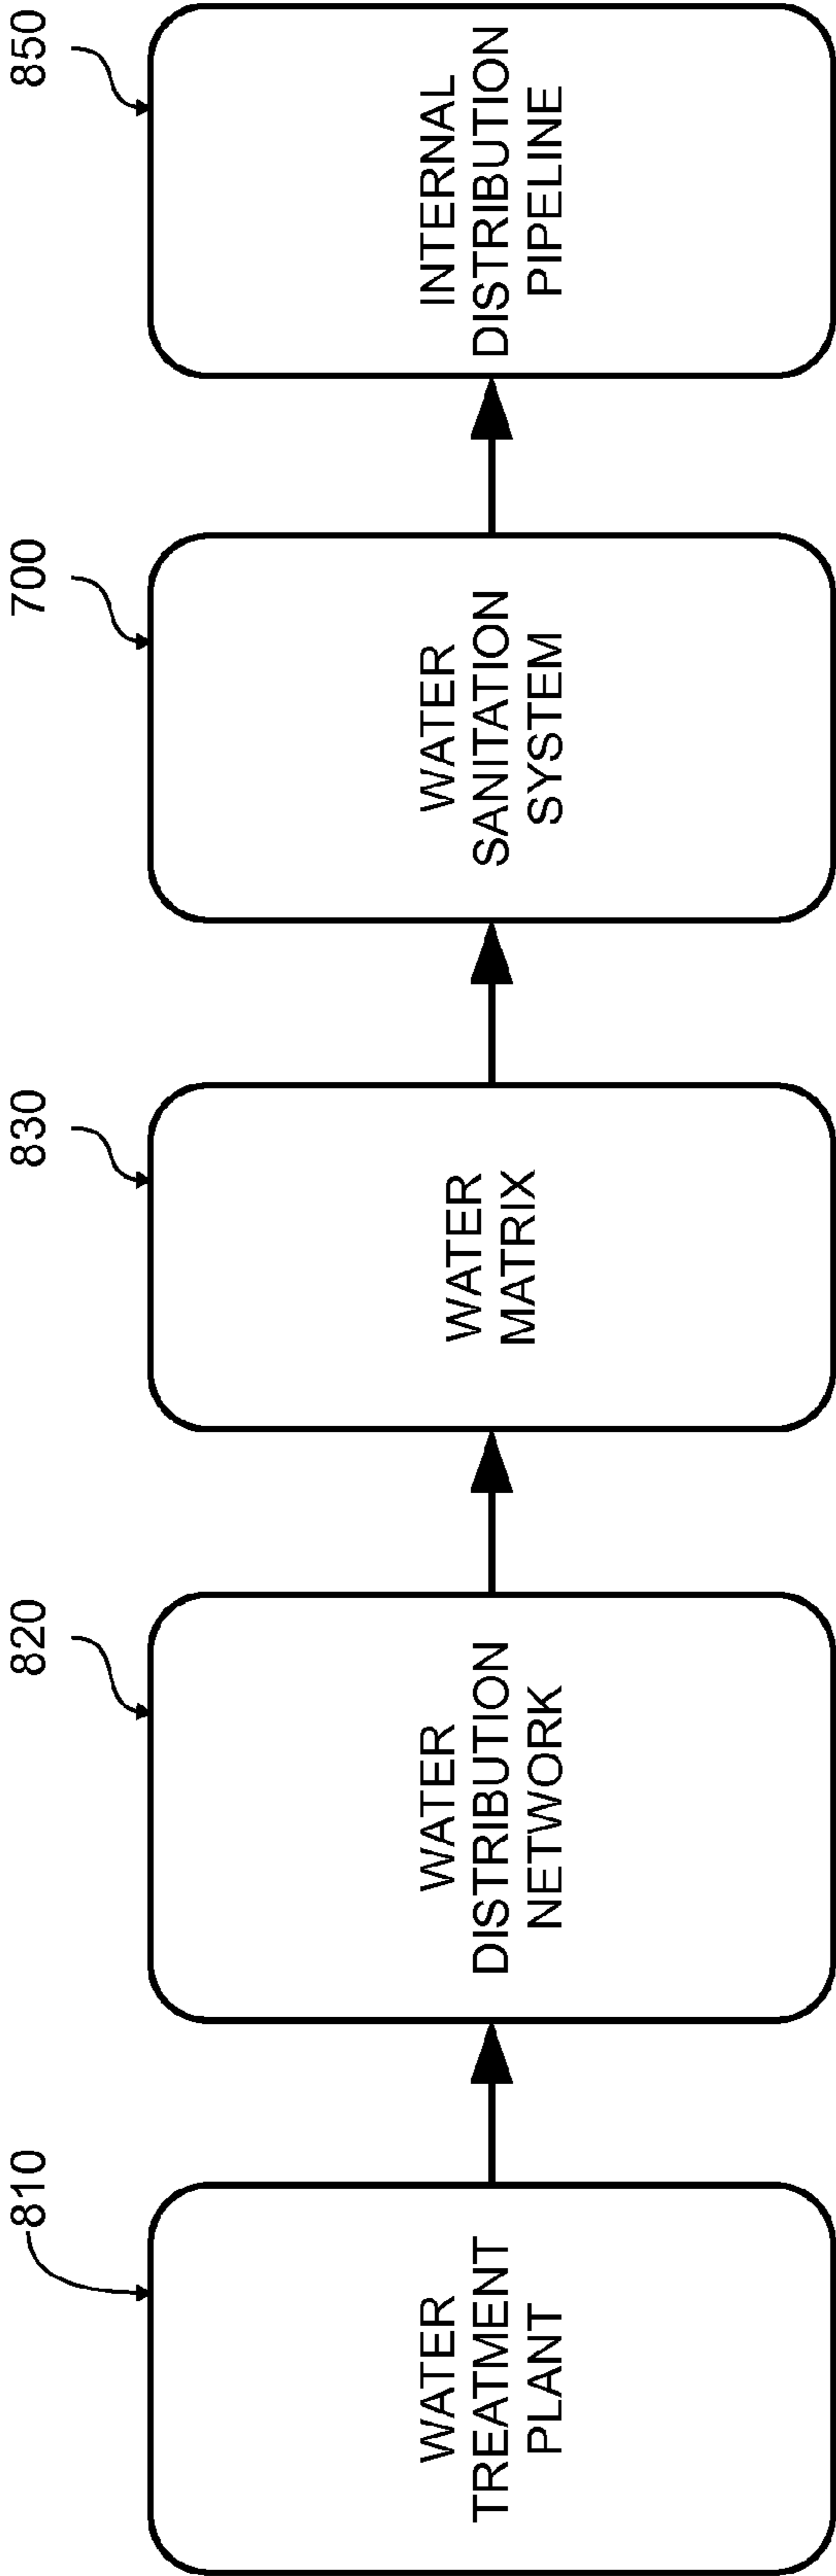 810
WATER
TREATMENT
PLANT
820
WATER
DISTRIBUTION
NETWORK
830
WATER
MATRIX
700
WATER
SANITATION
SYSTEM
850
INTERNAL
DISTRIBUTION
PIPELINE